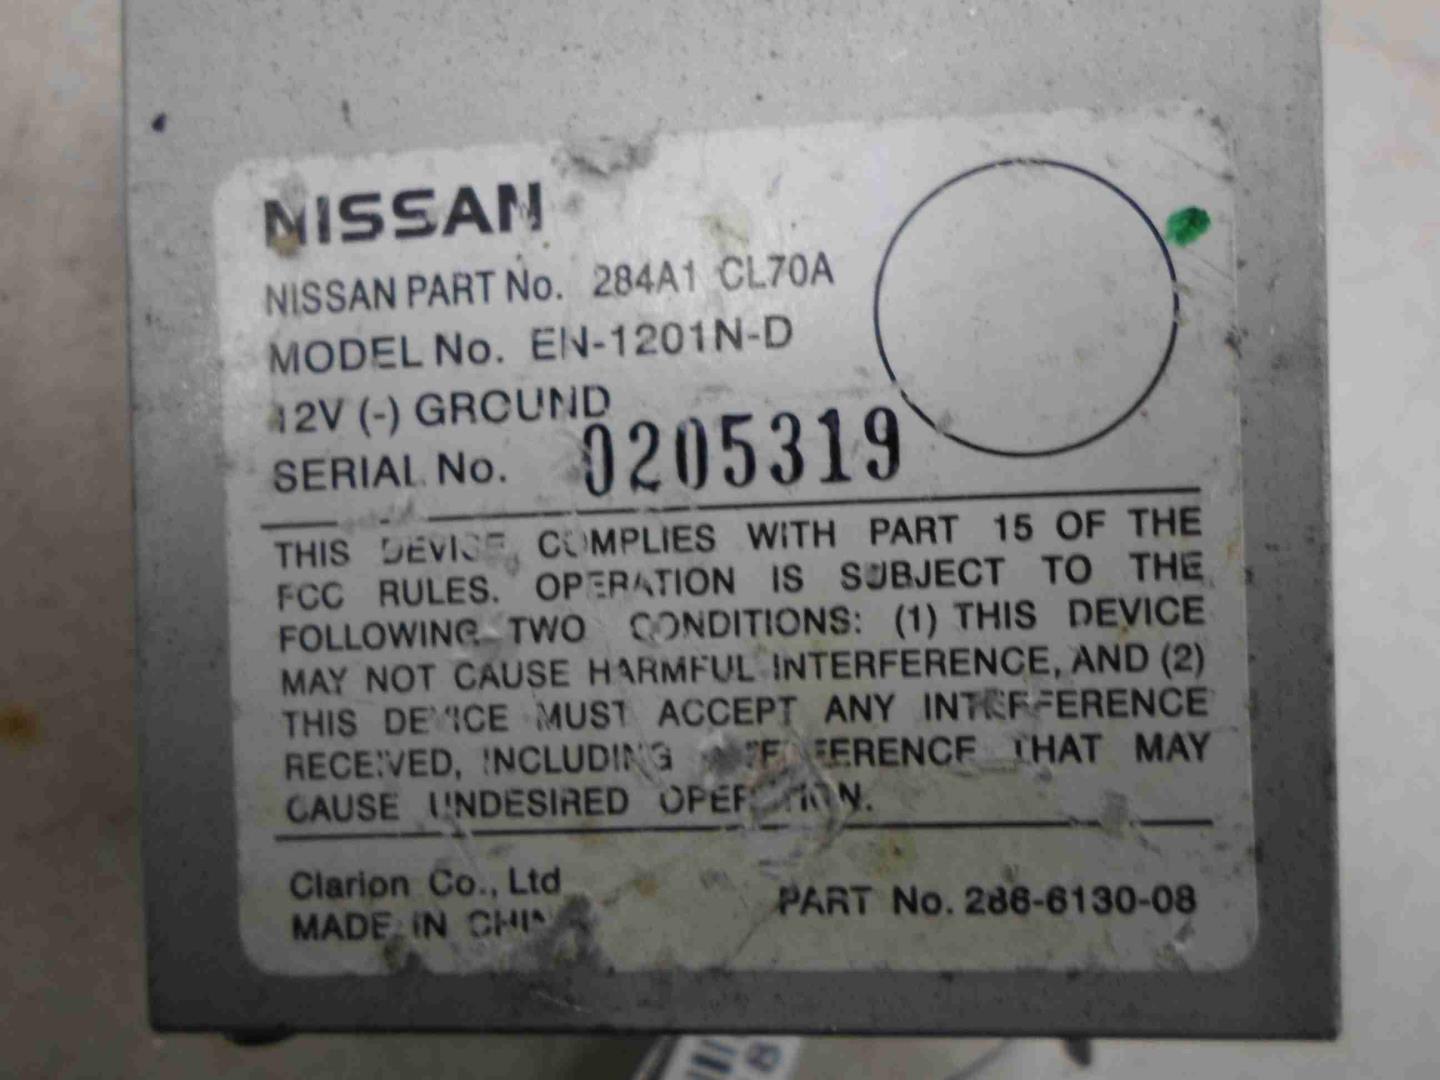 NISSAN
NISSAN PART No. 284A1 CL70A
MODEL No. EN-1201N-D
12V (-) GROUND
SERIAL No. 0205319
THIS DEVICE COMPLIES WITH PART 15 OF THE
FCC RULES. OPERATION IS SUBJECT TO THE
FOLLOWING TWO CONDITIONS: (1) THIS DEVICE
MAY NOT CAUSE HARMFUL INTERFERENCE, AND (2)
THIS DEVICE MUST ACCEPT ANY INTERFERENCE
RECEIVED, INCLUDING INTERFERENCE THAT MAY
CAUSE UNDESIRED OPERATION.
Clarion Co., Ltd
MADE IN CHINA
PART No. 286-6130-08